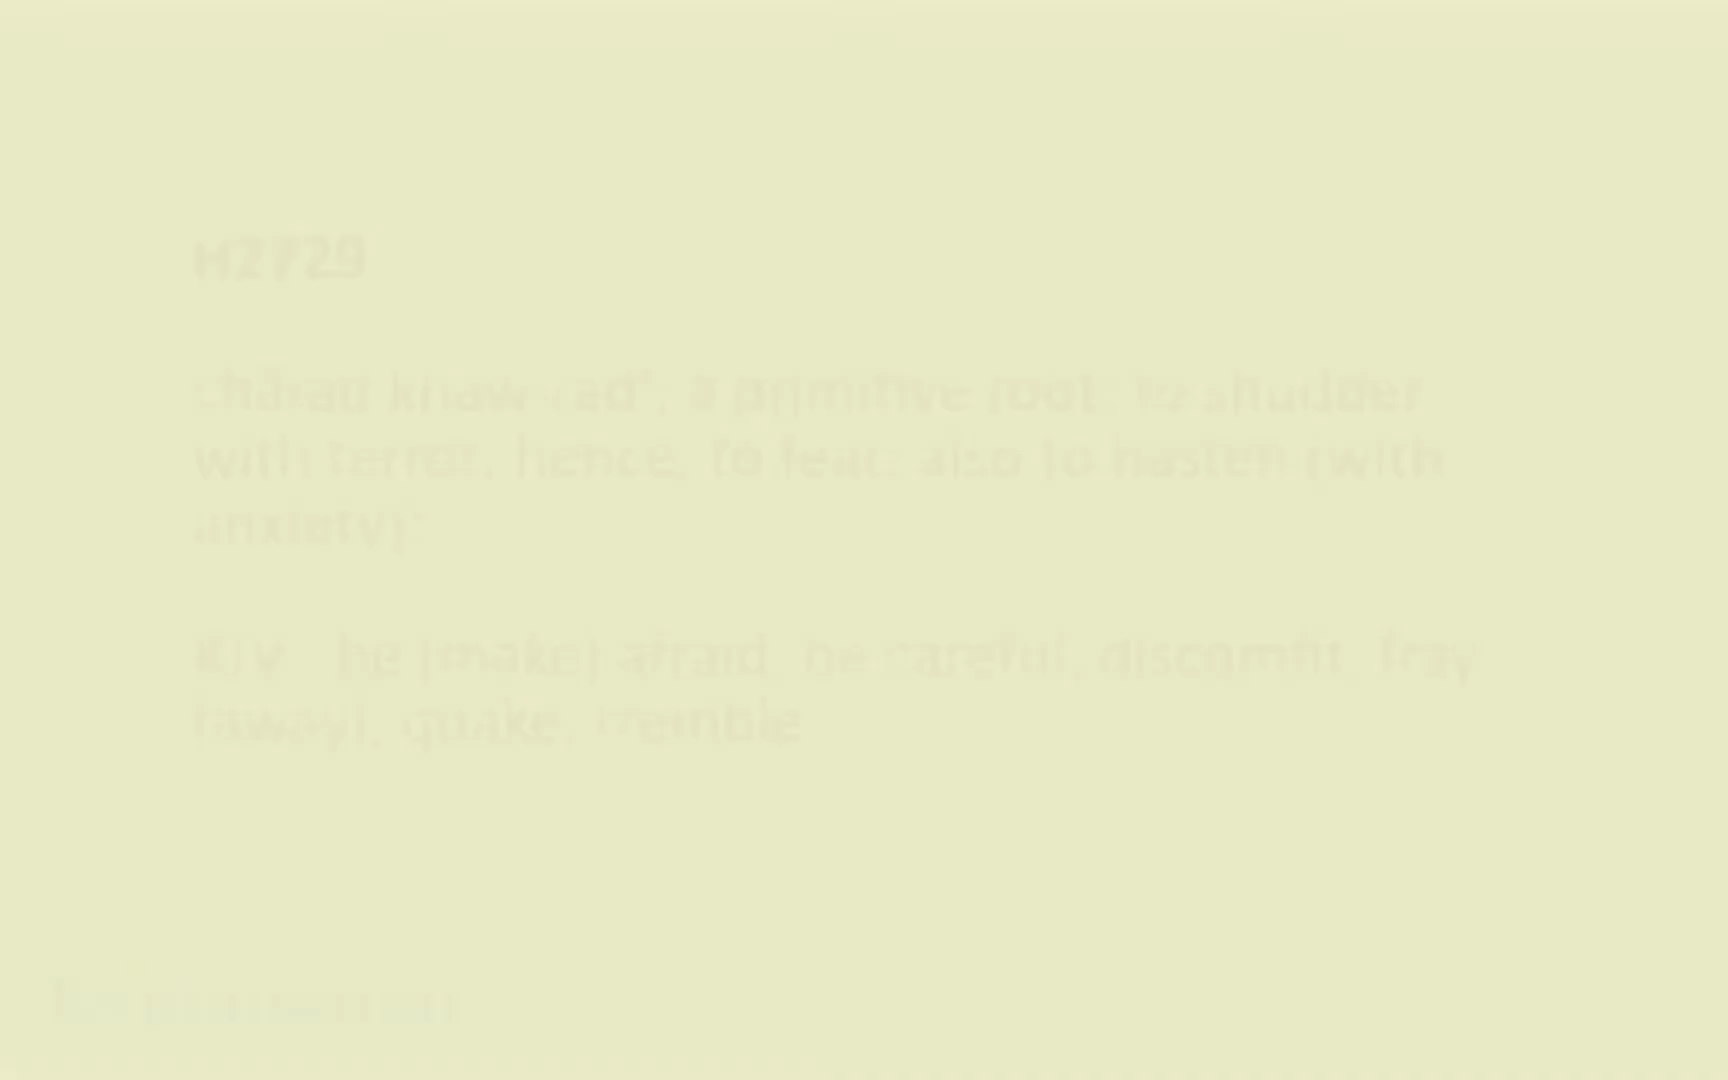 H2729
charad khaw-rad', a primitive root; to shudder
with terror; hence, to fear; also to hasten (with
anxiety):
KJV - be (make) afraid, be careful, discomfit, fray
(away), quake, tremble